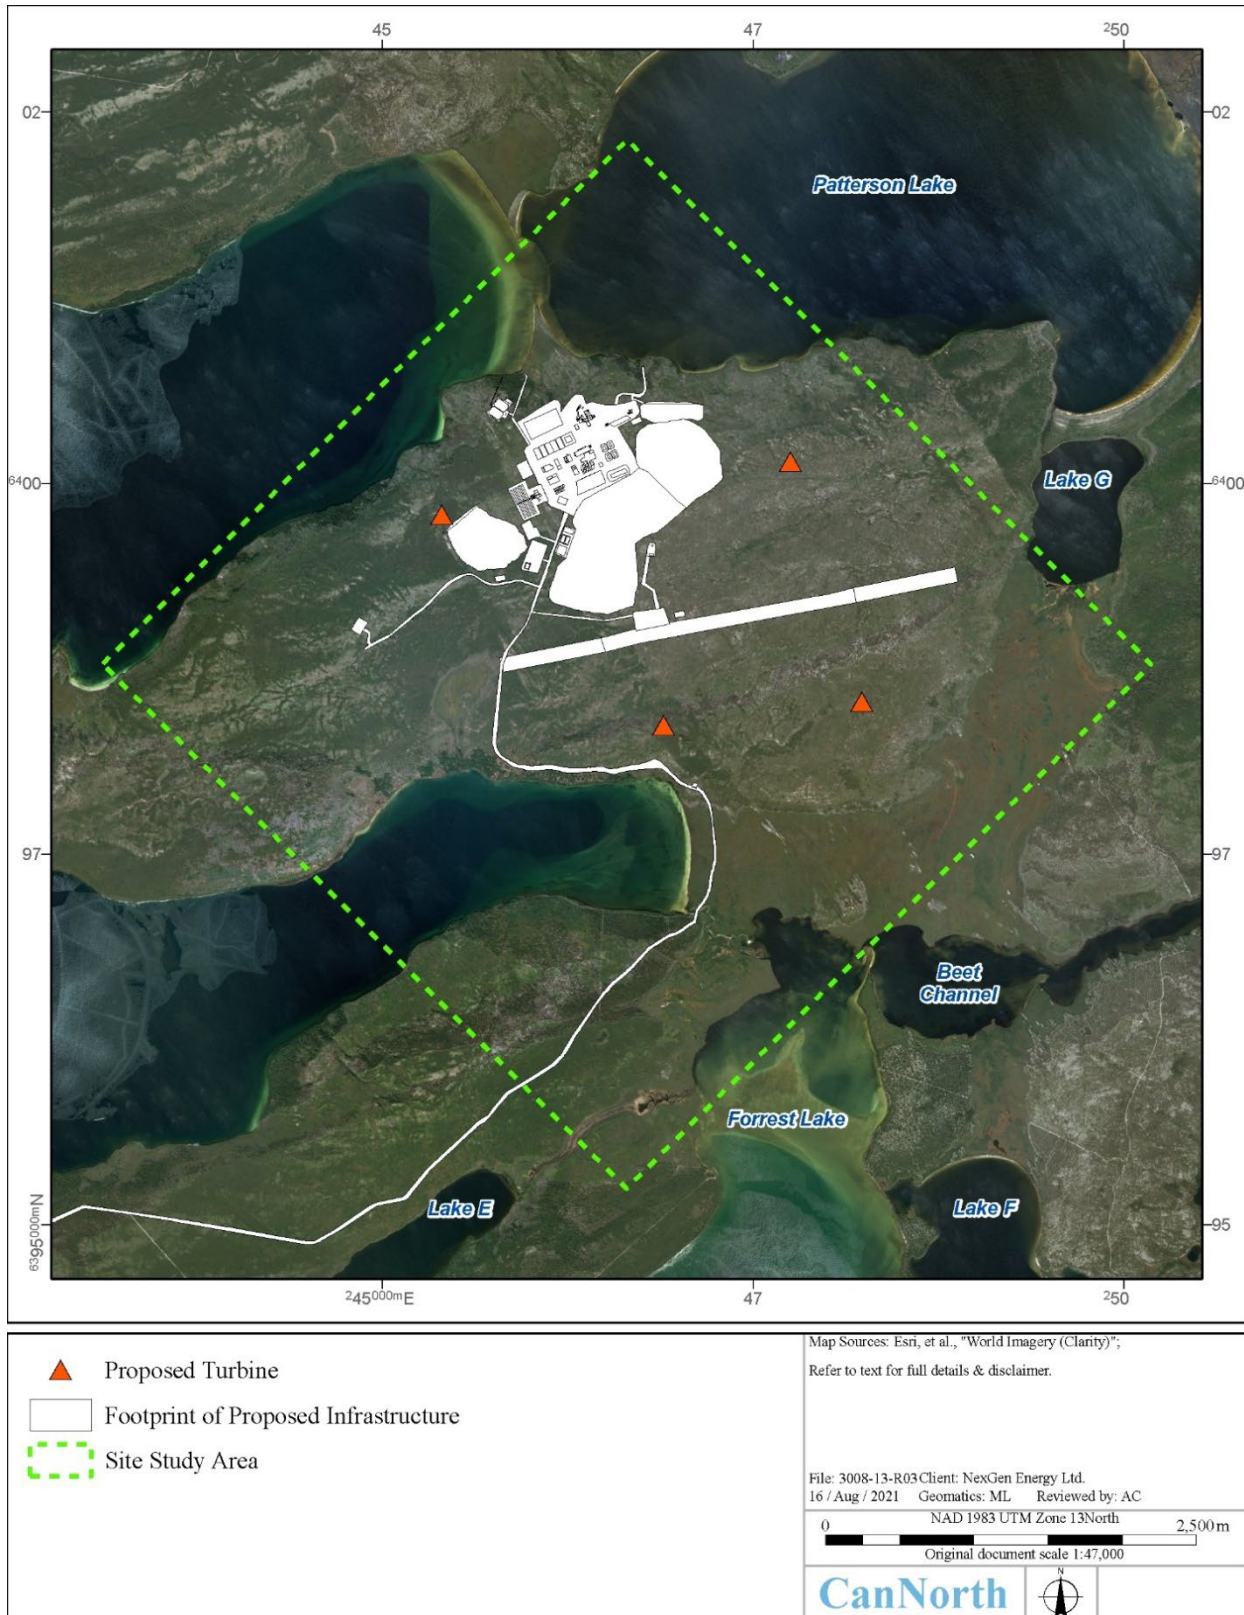 45 47 ²50
02 02
Patterson Lake
Lake G
⁶400 ⁶400
97 97
Beet
Channel
Forrest Lake
Lake E
Lake F
⁶³95⁰⁰⁰ᵐN 95
²45⁰⁰⁰ᵐE 47 ²50
Proposed Turbine
Footprint of Proposed Infrastructure
Site Study Area
Map Sources: Esri, et al., "World Imagery (Clarity)";
Refer to text for full details & disclaimer.
File: 3008-13-R03 Client: NexGen Energy Ltd.
16 / Aug / 2021 Geomatics: ML Reviewed by: AC
NAD 1983 UTM Zone 13North
0 2,500 m
Original document scale 1:47,000
CanNorth
N